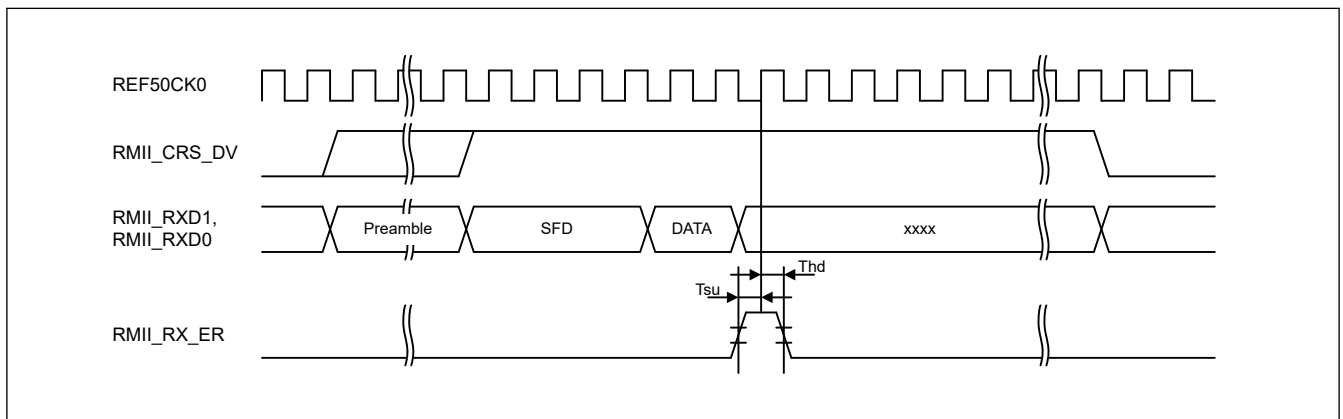 REF50CK0
RMII_CRS_DV
RMII_RXD1,
RMII_RXD0
Preamble
SFD
DATA
xxxx
Thd
Tsu
RMII_RX_ER